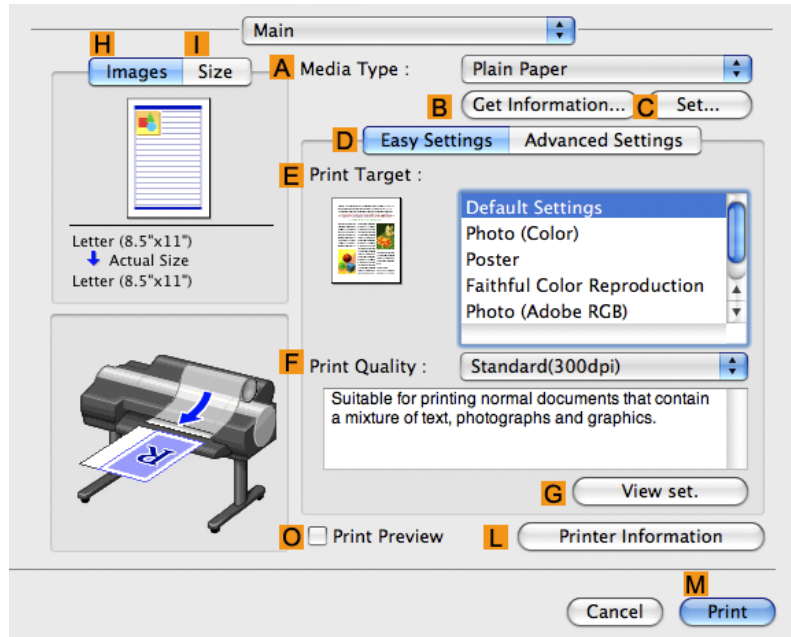 Main
H
I
Images
Size
A
Media Type :
Plain Paper
B
Get Information...
C
Set...
D
Easy Settings
Advanced Settings
E
Print Target :
Default Settings
Photo (Color)
Poster
Faithful Color Reproduction
Photo (Adobe RGB)
Letter (8.5"x11")
Actual Size
Letter (8.5"x11")
F
Print Quality :
Standard(300dpi)
Suitable for printing normal documents that contain
a mixture of text, photographs and graphics.
R
G
View set.
O
Print Preview
L
Printer Information
M
Cancel
Print